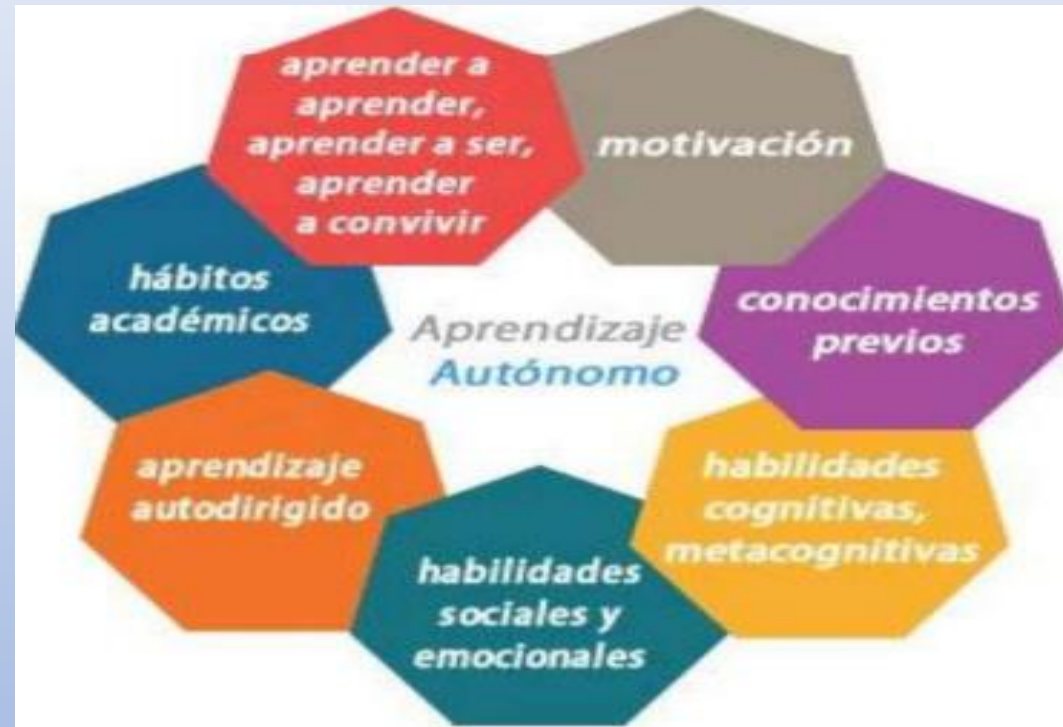 aprender a
aprender,
aprender a ser,
aprender
a convivir
motivación
hábitos
académicos
Aprendizaje
Autónomo
conocimientos
previos
aprendizaje
autodirigido
habilidades
cognitivas,
metacognitivas
habilidades
sociales y
emocionales